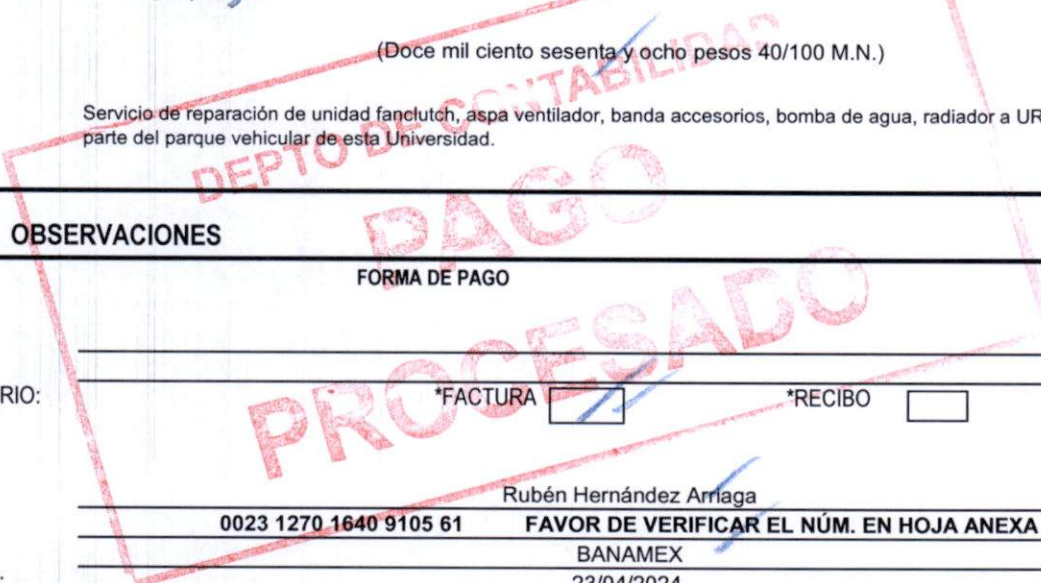 (Doce mil ciento sesenta y ocho pesos 40/100 M.N.)
Servicio de reparación de unidad fanclutch, aspa ventilador, banda accesorios, bomba de agua, radiador a UR
parte del parque vehicular de esta Universidad.
DEPTO DE CONTABILIDAD
PAGO
PROCESADO
OBSERVACIONES
FORMA DE PAGO
RIO: *FACTURA *RECIBO
Rubén Hernández Arriaga
0023 1270 1640 9105 61 FAVOR DE VERIFICAR EL NÚM. EN HOJA ANEXA
BANAMEX
23/04/2024